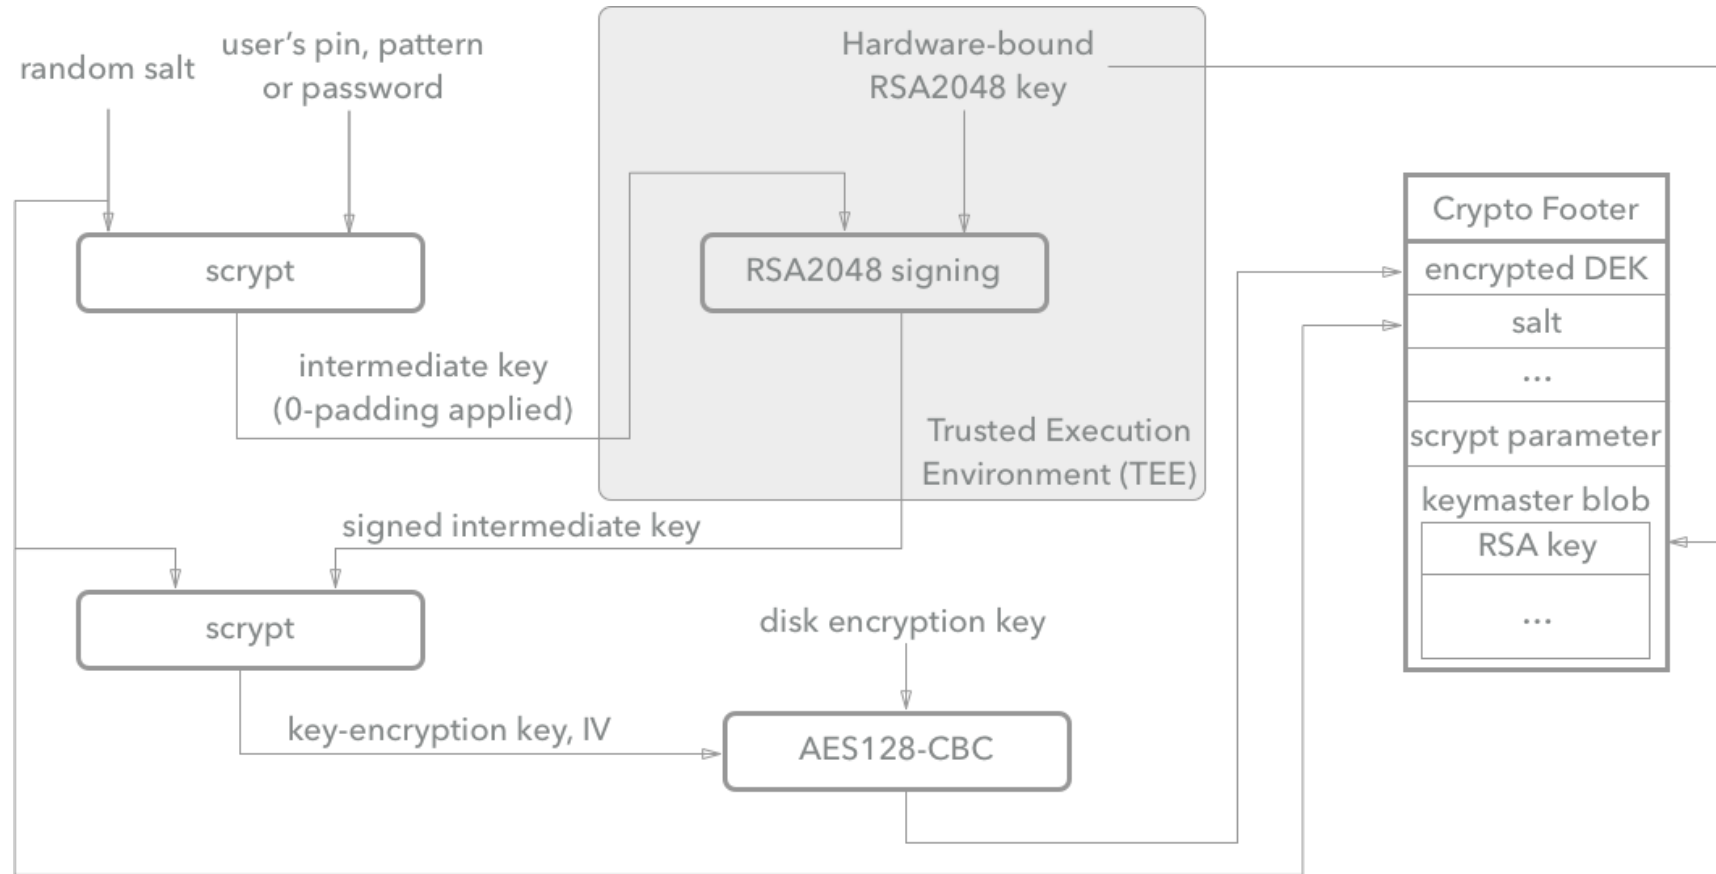 random salt
user's pin, pattern
or password
Hardware-bound
RSA2048 key
scrypt
RSA2048 signing
intermediate key
(0-padding applied)
Trusted Execution
Environment (TEE)
signed intermediate key
scrypt
disk encryption key
key-encryption key, IV
AES128-CBC
Crypto Footer
encrypted DEK
salt
...
scrypt parameter
keymaster blob
RSA key
...